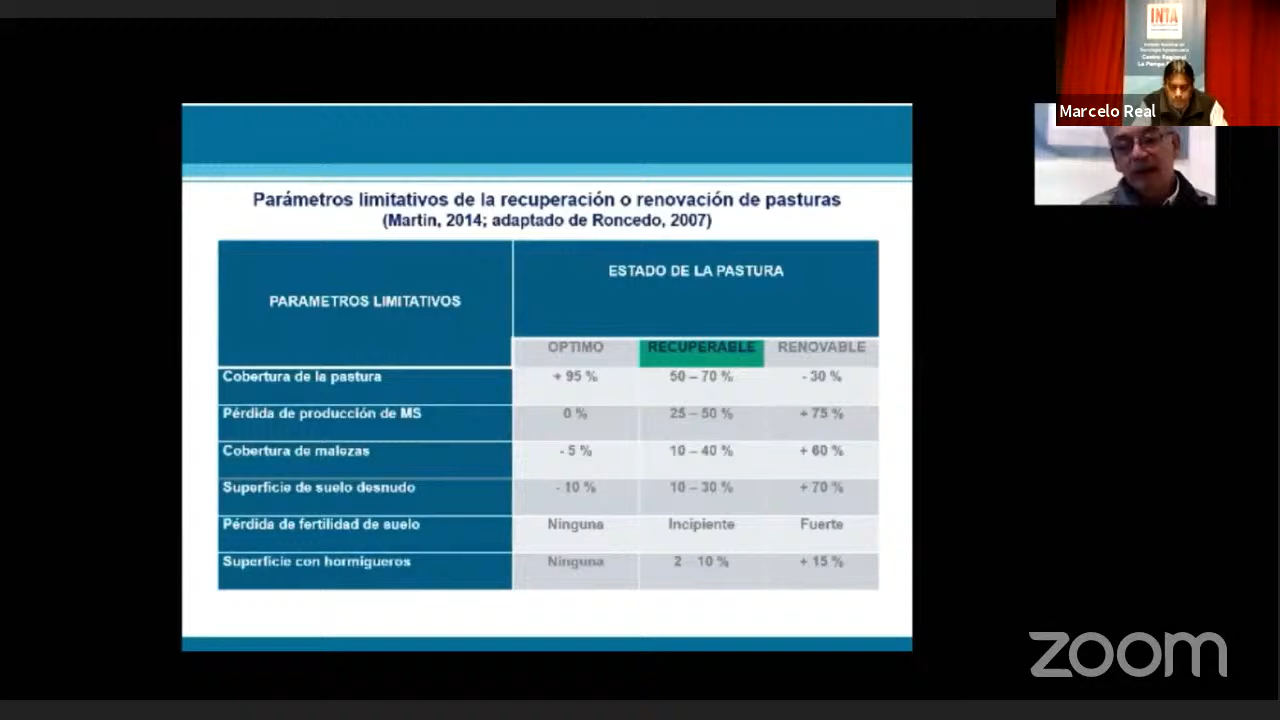 INTA
Centro Regional
Marcelo Real
Parámetros limitativos de la recuperación o renovación de pasturas
(Martin, 2014; adaptado de Roncedo, 2007)
PARAMETROS LIMITATIVOS
ESTADO DE LA PASTURA
OPTIMO RECUPERABLE RENOVABLE
Cobertura de la pastura + 95 % 50 – 70 % - 30 %
Pérdida de producción de MS 0 % 25 – 50 % + 75 %
Cobertura de malezas - 5 % 10 – 40 % + 60 %
Superficie de suelo desnudo - 10 % 10 – 30 % + 70 %
Pérdida de fertilidad de suelo Ninguna Incipiente Fuerte
Superficie con hormigueros Ninguna 2 – 10 % + 15 %
zoom